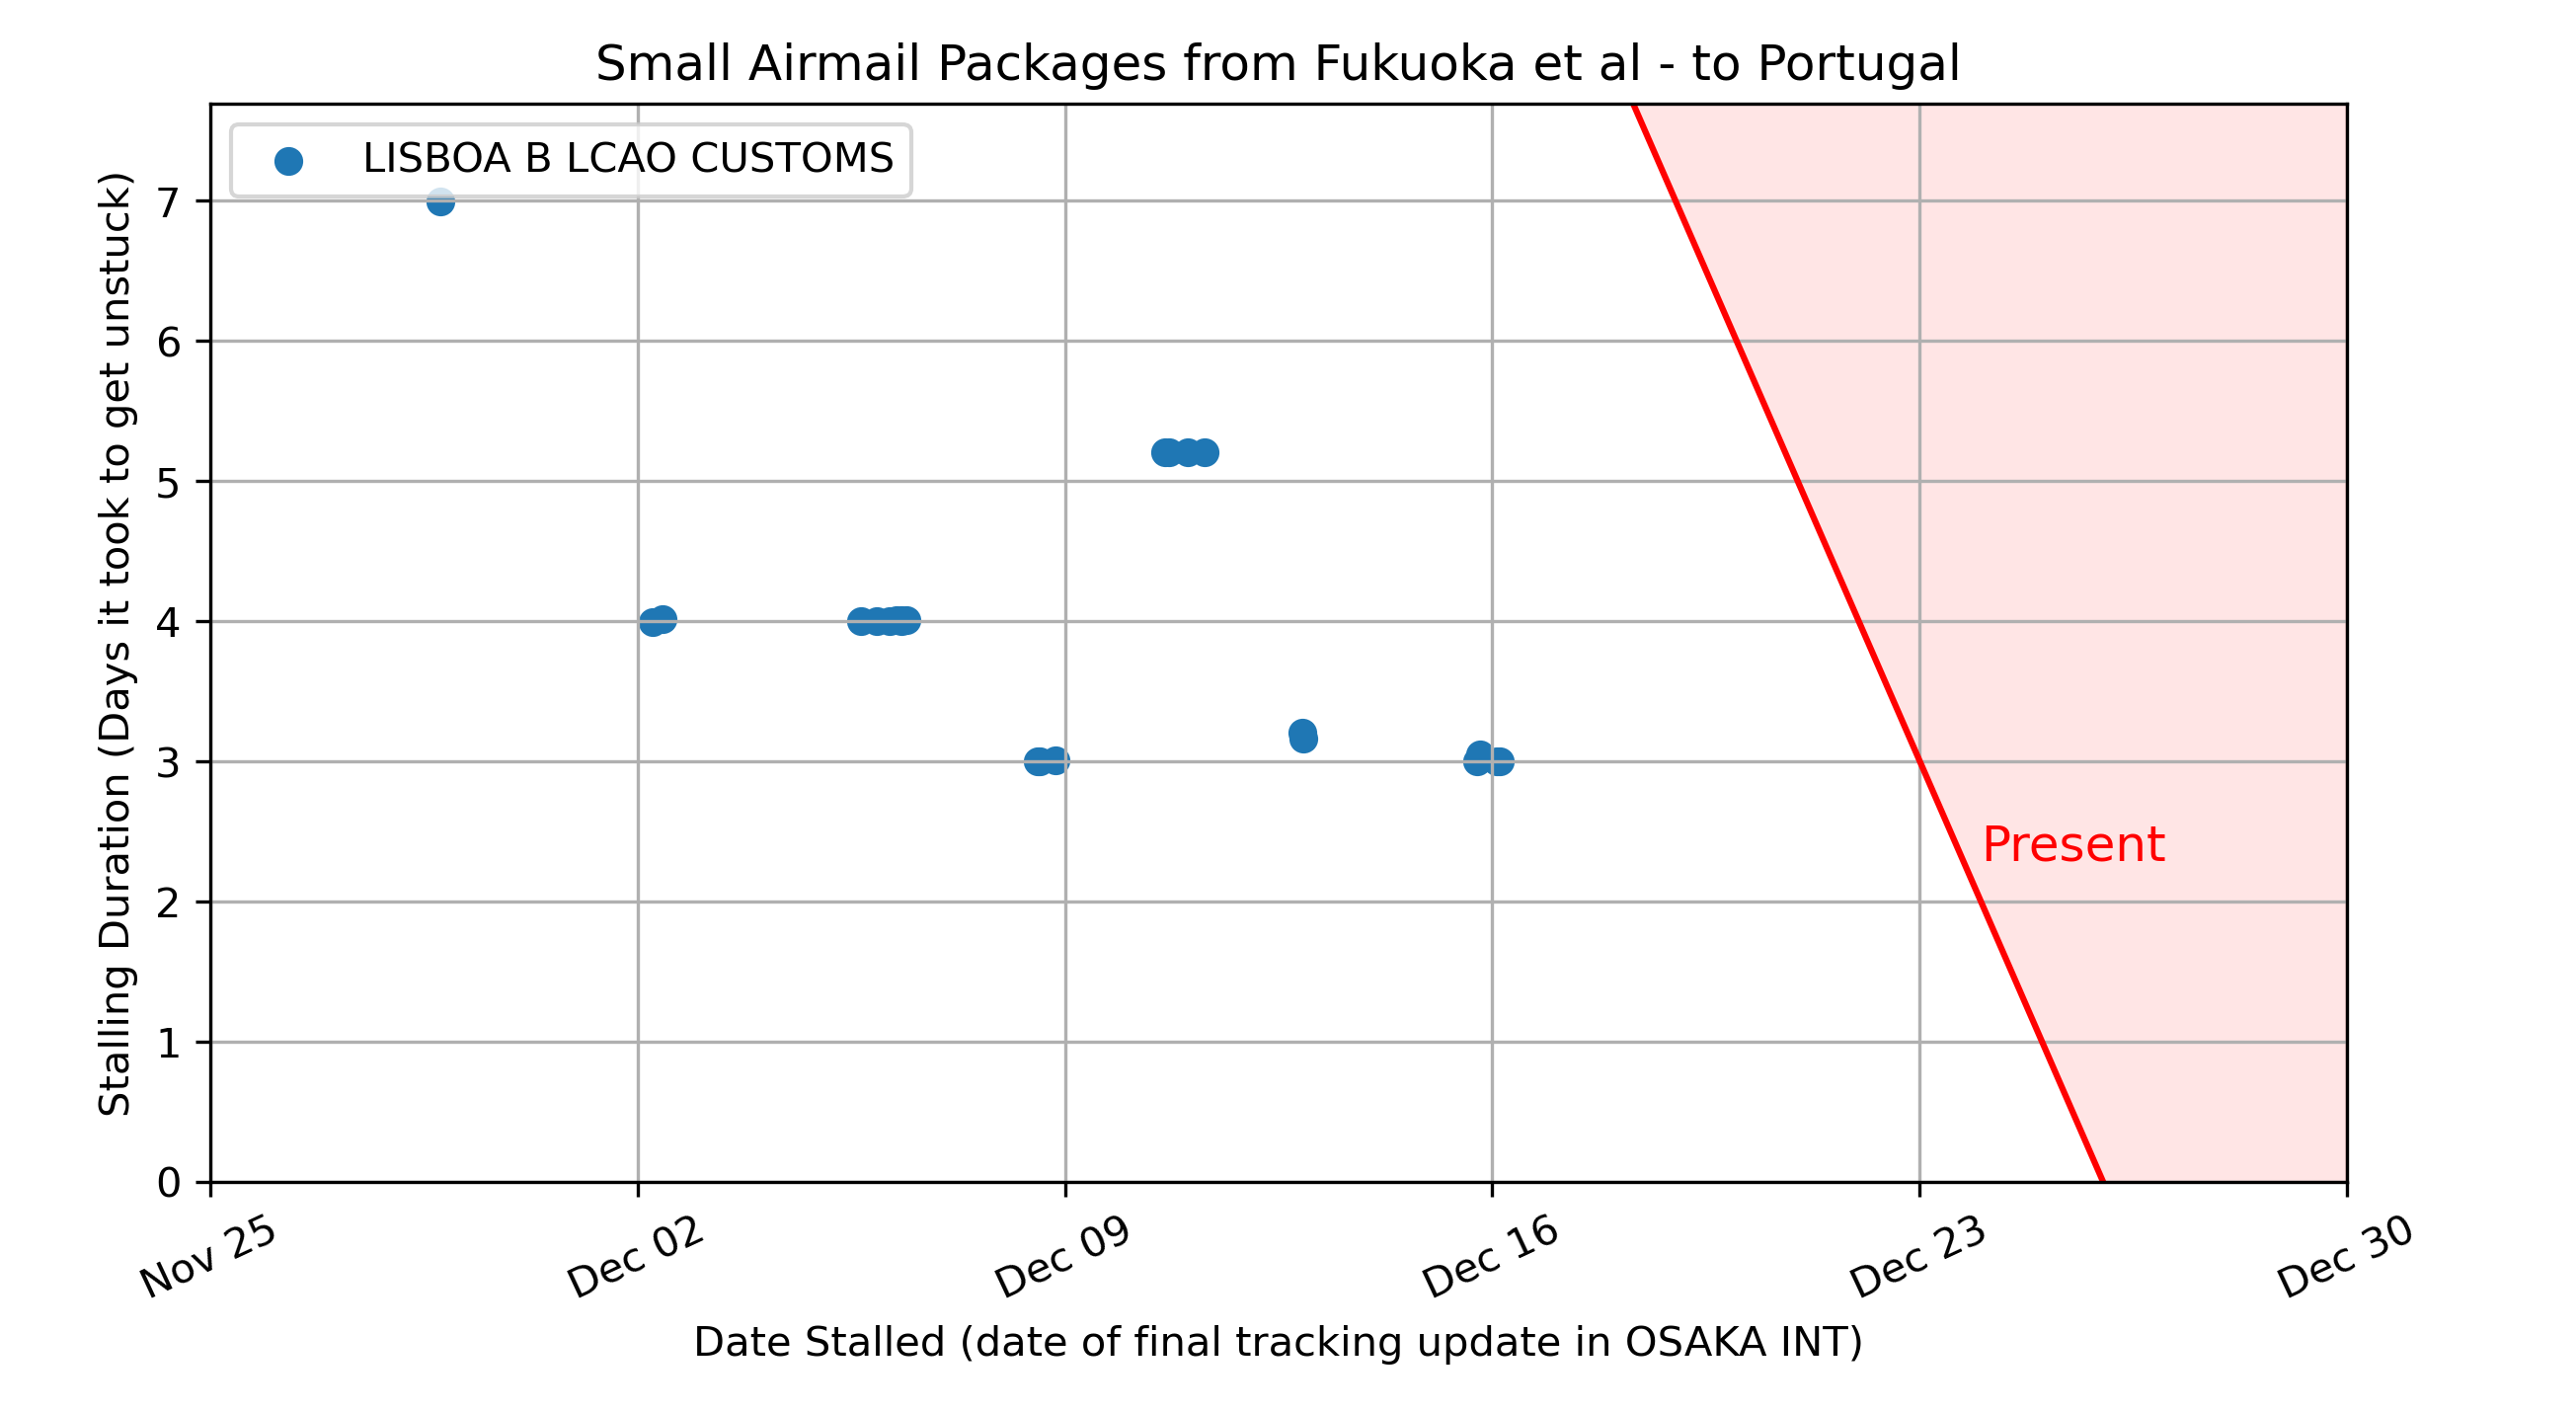 Small Airmail Packages from Fukuoka et al - to Portugal
LISBOA B LCAO CUSTOMS
Stalling Duration (Days it took to get unstuck)
7
6
5
4
3
2
1
0
Present
Nov 25
Dec 02
Dec 09
Dec 16
Dec 23
Dec 30
Date Stalled (date of final tracking update in OSAKA INT)